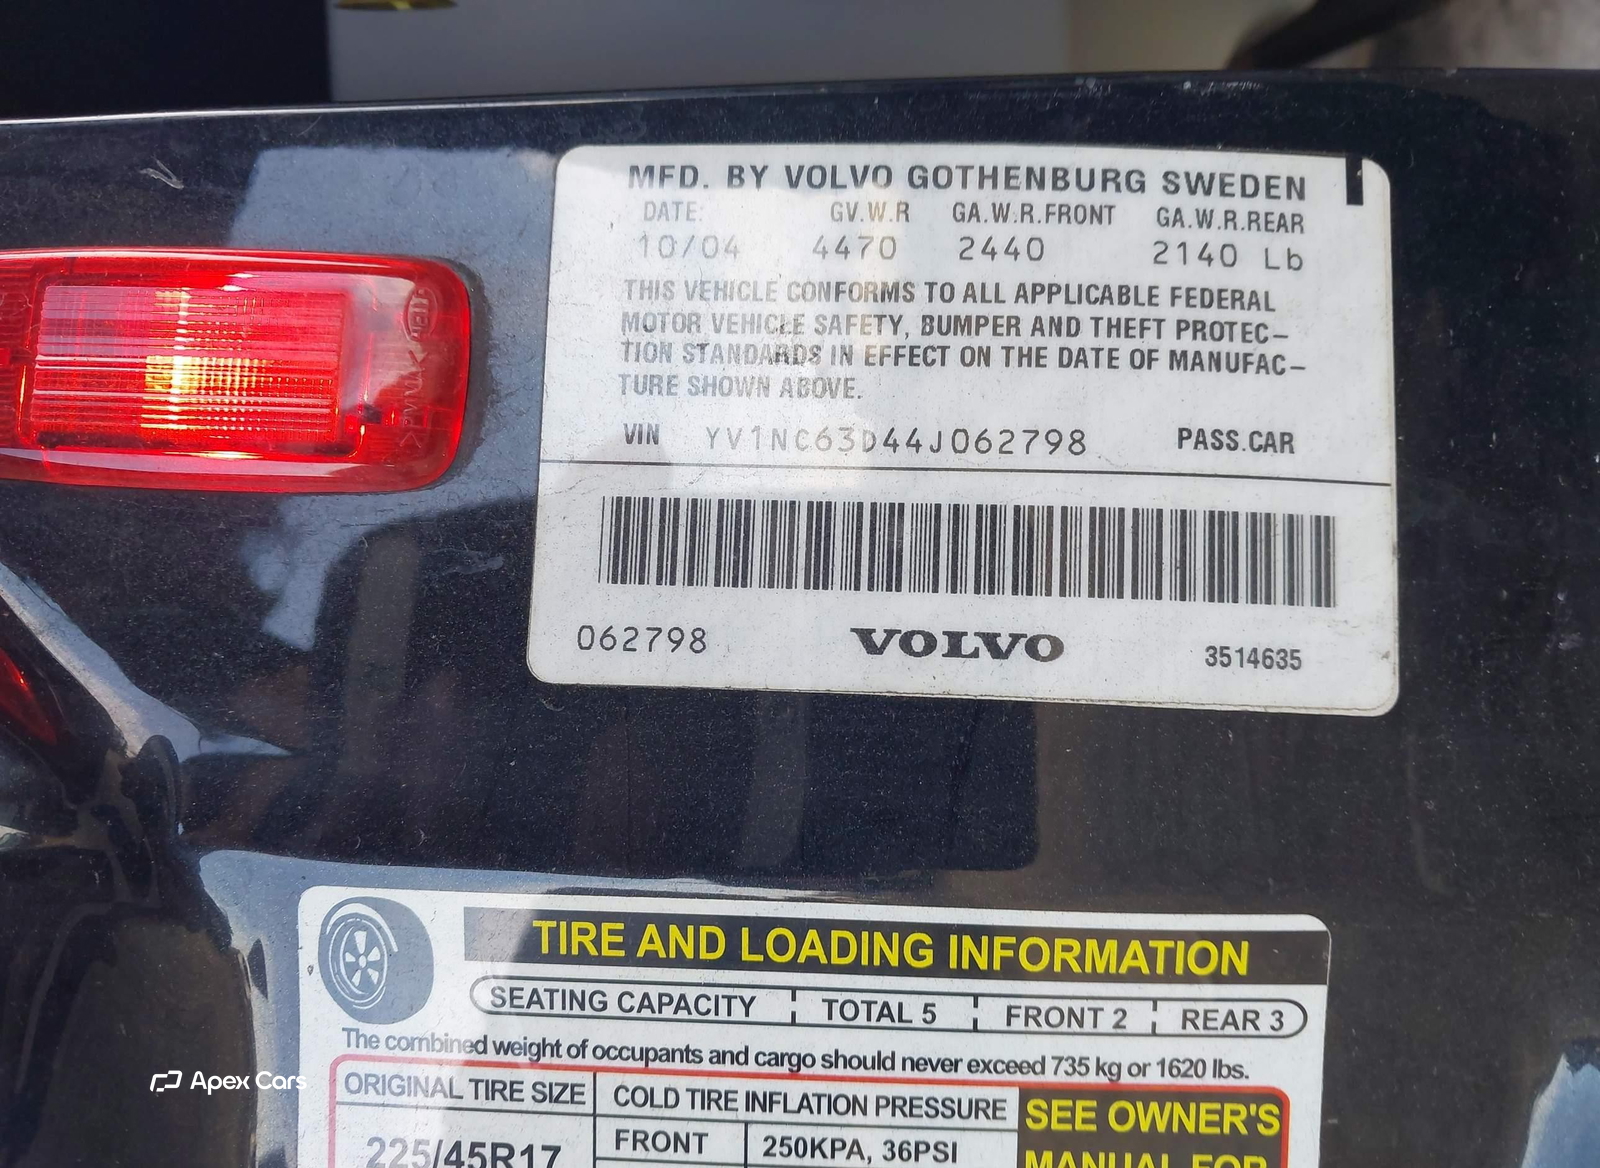 MFD. BY VOLVO GOTHENBURG SWEDEN
DATE: GV.W.R GA.W.R.FRONT GA.W.R.REAR
10/04 4470 2440 2140 Lb
THIS VEHICLE CONFORMS TO ALL APPLICABLE FEDERAL
MOTOR VEHICLE SAFETY, BUMPER AND THEFT PROTEC-
TION STANDARDS IN EFFECT ON THE DATE OF MANUFAC-
TURE SHOWN ABOVE.
VIN YV1NC63D44J062798 PASS.CAR
062798 VOLVO 3514635
TIRE AND LOADING INFORMATION
SEATING CAPACITY TOTAL 5 FRONT 2 REAR 3
The combined weight of occupants and cargo should never exceed 735 kg or 1620 lbs.
ORIGINAL TIRE SIZE COLD TIRE INFLATION PRESSURE SEE OWNER'S
225/45R17 FRONT 250KPA, 36PSI MANUAL FOR
Apex Cars